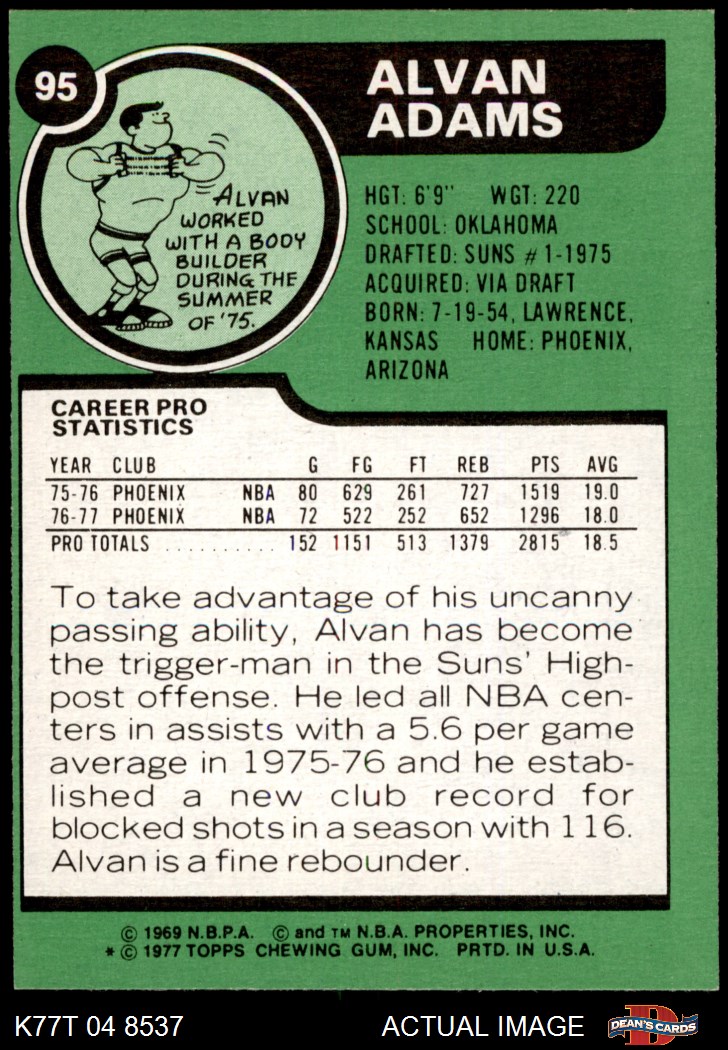 95
ALVAN
ADAMS
ALVAN
WORKED
WITH A BODY
BUILDER
DURING THE
SUMMER
OF '75.
HGT: 6'9" WGT: 220
SCHOOL: OKLAHOMA
DRAFTED: SUNS #1-1975
ACQUIRED: VIA DRAFT
BORN: 7-19-54, LAWRENCE,
KANSAS HOME: PHOENIX,
ARIZONA
CAREER PRO
STATISTICS
YEAR CLUB G FG FT REB PTS AVG
75-76 PHOENIX NBA 80 629 261 727 1519 19.0
76-77 PHOENIX NBA 72 522 252 652 1296 18.0
PRO TOTALS .......... 152 1151 513 1379 2815 18.5
To take advantage of his uncanny
passing ability, Alvan has become
the trigger-man in the Suns' High-
post offense. He led all NBA cen-
ters in assists with a 5.6 per game
average in 1975-76 and he estab-
lished a new club record for
blocked shots in a season with 116.
Alvan is a fine rebounder.
© 1969 N.B.P.A. © and TM N.B.A. PROPERTIES, INC.
* © 1977 TOPPS CHEWING GUM, INC. PRTD. IN U.S.A.
K77T 04 8537 ACTUAL IMAGE DEAN'S CARDS